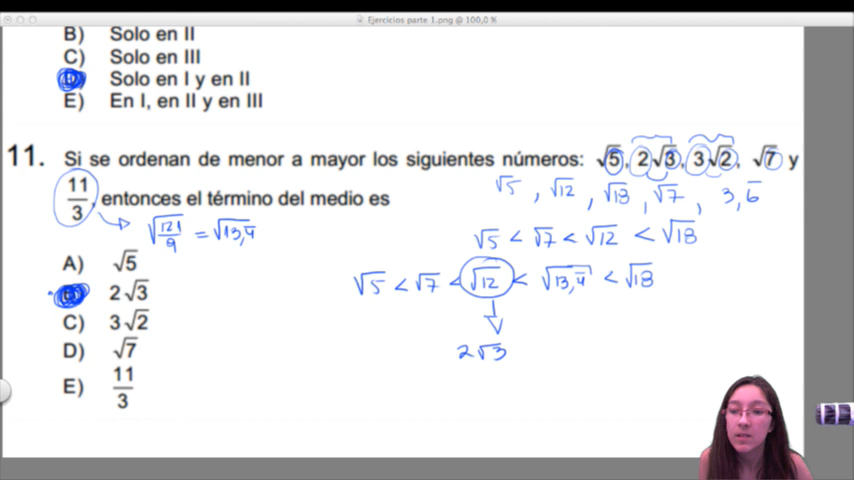 Ejercicios parte 1.png @ 100,0 %
B) Solo en II
C) Solo en III
D) Solo en I y en II
E) En I, en II y en III
11. Si se ordenan de menor a mayor los siguientes números: √5, 2√3, 3√2, √7 y
11/3, entonces el término del medio es
√5, √12, √18, √7, 3,6̅
√(121/9) = √13,4̅
√5 < √7 < √12 < √18
√5 < √7 < √12 < √13,4̅ < √18
2√3
A) √5
B) 2√3
C) 3√2
D) √7
E) 11/3